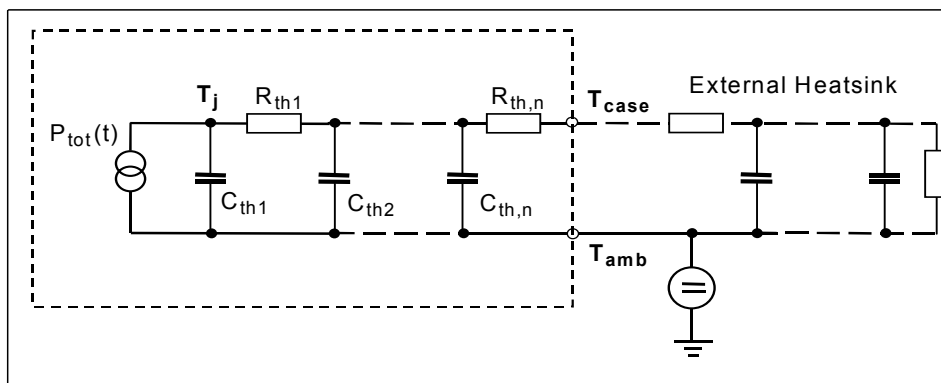 External Heatsink
T_j
R_th1
R_th,n
T_case
P_tot(t)
C_th1
C_th2
C_th,n
T_amb